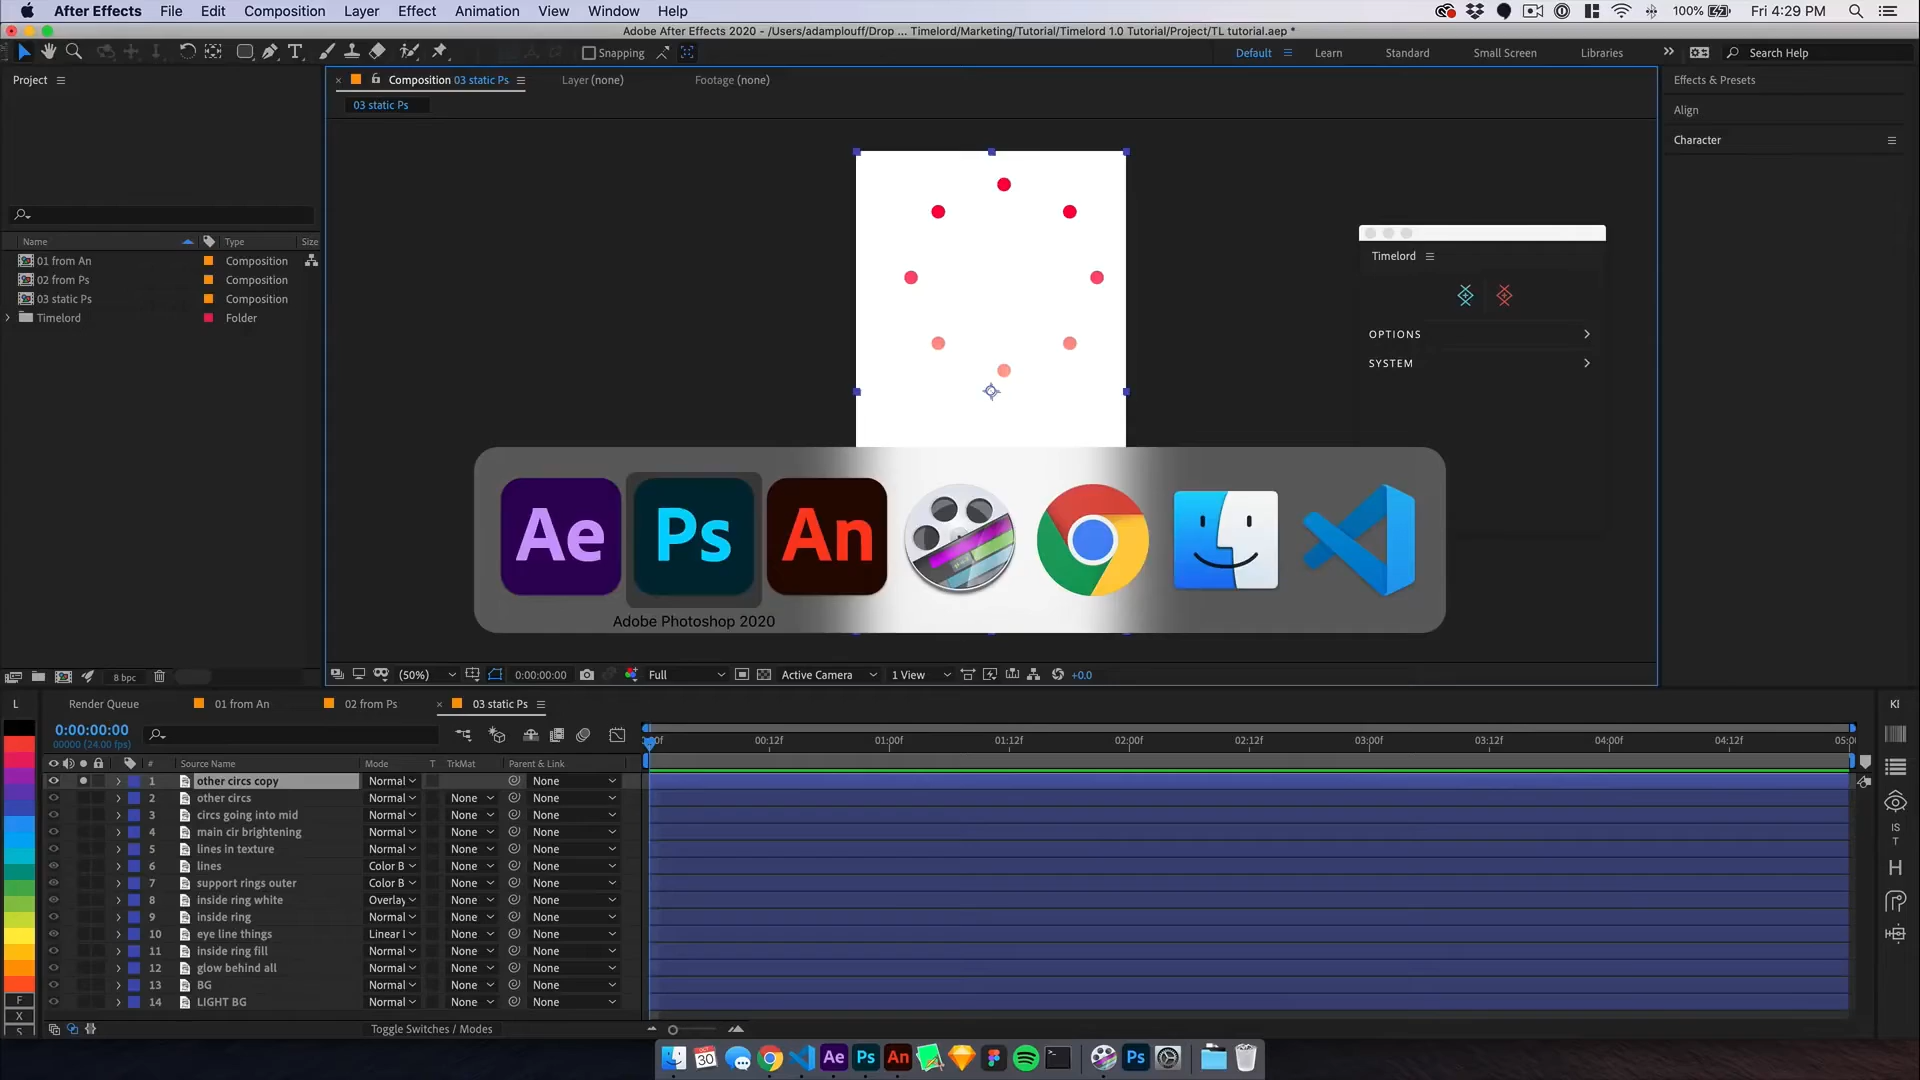 After Effects File Edit Composition Layer Effect Animation View Window Help 100% Fri 4:29 PM
Adobe After Effects 2020 - /Users/adamplouff/Drop ... Timelord/Marketing/Tutorial/Timelord 1.0 Tutorial/Project/TL tutorial.aep *
Snapping Default Learn Standard Small Screen Libraries Search Help
Project Composition 03 static Ps Layer (none) Footage (none) Effects & Presets
03 static Ps
Align
Character
Name Type Size
01 from An Composition
02 from Ps Composition
03 static Ps Composition
Timelord Folder
Timelord
OPTIONS
SYSTEM
Ae Ps An
Adobe Photoshop 2020
8 bpc (50%) 0:00:00:00 Full Active Camera 1 View +0.0
L Render Queue 01 from An 02 from Ps 03 static Ps KI
0:00:00:00
00000 (24.00 fps)
00:12f 01:00f 01:12f 02:00f 02:12f 03:00f 03:12f 04:00f 04:12f
# Source Name Mode T TrkMat Parent & Link
1 other circs copy Normal None
2 other circs Normal None None
3 circs going into mid Normal None None
4 main cir brightening Normal None None
5 lines in texture Normal None None
6 lines Color B None None
7 support rings outer Color B None None
8 inside ring white Overlay None None
9 inside ring Normal None None
10 eye line things Linear None None
11 inside ring fill Normal None None
12 glow behind all Normal None None
13 BG Normal None None
14 LIGHT BG Normal None None
IS
T
H
F
X
S
Toggle Switches / Modes
30 Ae Ps An Ps